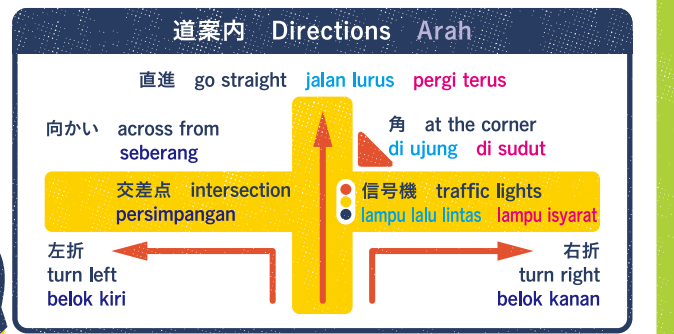 道案内 Directions Arah
直進 go straight jalan lurus pergi terus
向かい across from
seberang
角 at the corner
di ujung di sudut
交差点 intersection
persimpangan
信号機 traffic lights
lampu lalu lintas lampu isyarat
左折
turn left
belok kiri
右折
turn right
belok kanan